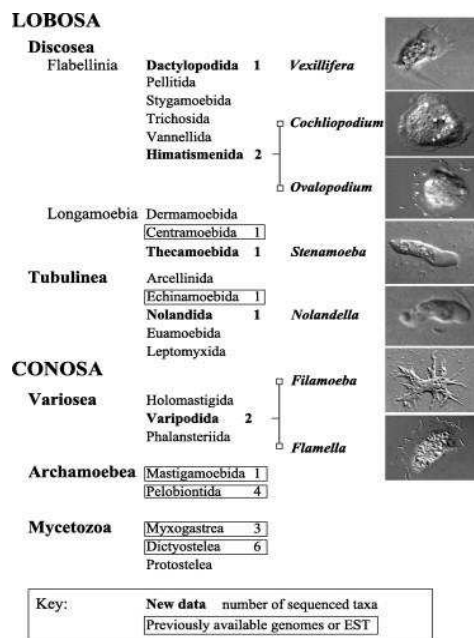 LOBOSA
Discosea
Flabellinia Dactylopodida 1 Vexillifera
Pellitida
Stygamoebida
Trichosida
Vannellida
Cochliopodium
Himatismenida 2
Ovalopodium
Longamoebia Dermamoebida
Centramoebida 1
Thecamoebida 1 Stenamoeba
Tubulinea Arcellinida
Echinamoebida 1
Nolandida 1 Nolandella
Euamoebida
Leptomyxida
CONOSA
Filamoeba
Variosea Holomastigida
Varipodida 2
Phalansteriida
Flamella
Archamoebea Mastigamoebida 1
Pelobiontida 4
Mycetozoa Myxogastrea 3
Dictyostelea 6
Protostelea
Key: New data number of sequenced taxa
Previously available genomes or EST